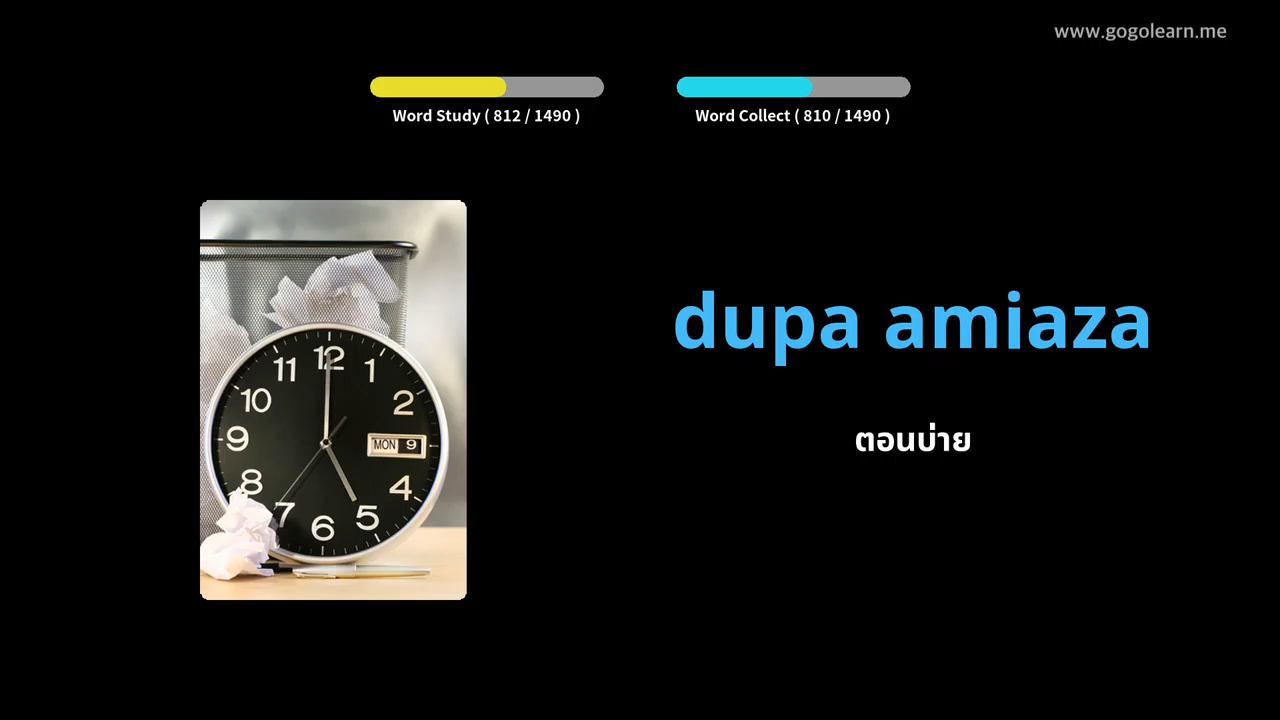 www.gogolearn.me
Word Study ( 812 / 1490 )
Word Collect ( 810 / 1490 )
dupa amiaza
ตอนบ่าย
12
11
1
10
2
9
MON 9
8
4
7
5
6